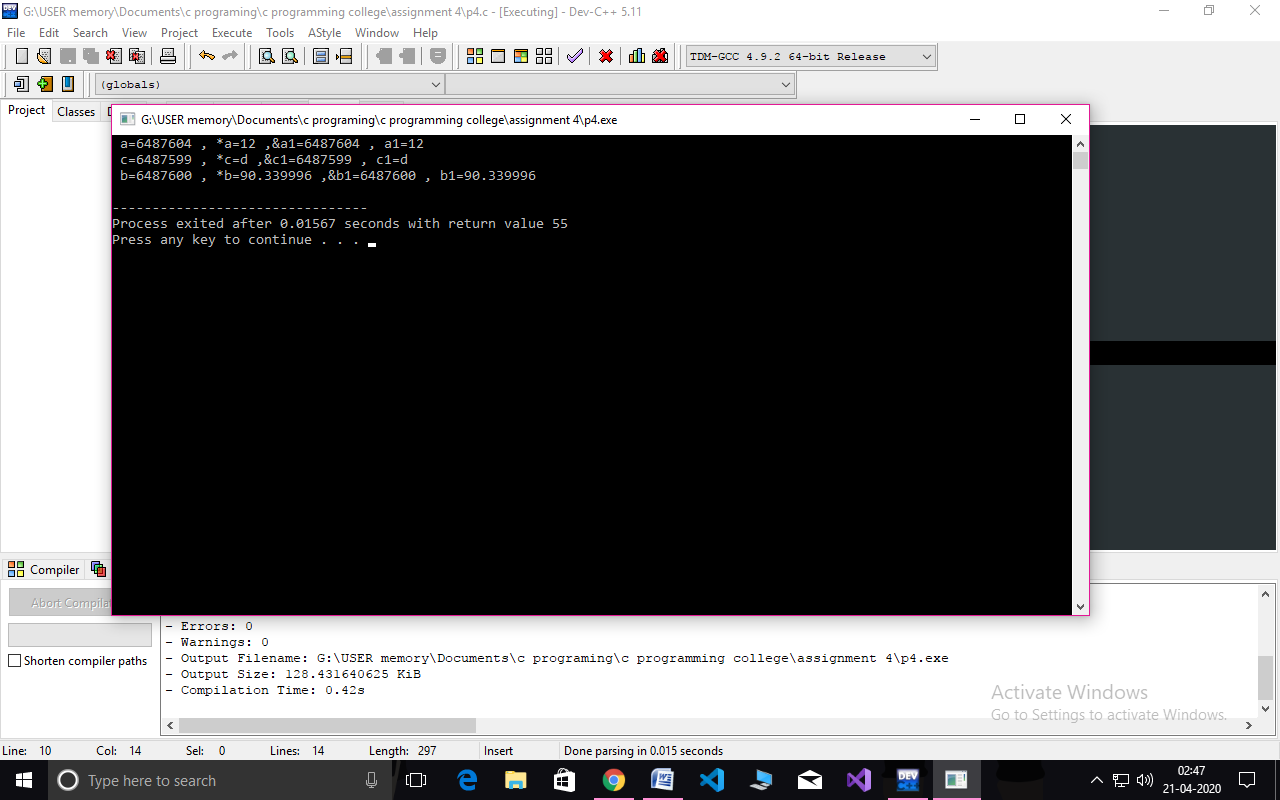 G:\USER memory\Documents\c programing\c programming college\assignment 4\p4.c - [Executing] - Dev-C++ 5.11
File Edit Search View Project Execute Tools AStyle Window Help
TDM-GCC 4.9.2 64-bit Release
(globals)
Project Classes
G:\USER memory\Documents\c programing\c programming college\assignment 4\p4.exe
a=6487604 , *a=12 ,&a1=6487604 , a1=12
c=6487599 , *c=d ,&c1=6487599 , c1=d
b=6487600 , *b=90.339996 ,&b1=6487600 , b1=90.339996
--------------------------------
Process exited after 0.01567 seconds with return value 55
Press any key to continue . . .
Compiler
Abort
- Errors: 0
- Warnings: 0
Shorten compiler paths
- Output Filename: G:\USER memory\Documents\c programing\c programming college\assignment 4\p4.exe
- Output Size: 128.431640625 KiB
- Compilation Time: 0.42s
Activate Windows
Go to Settings to activate Windows.
Line: 10 Col: 14 Sel: 0 Lines: 14 Length: 297 Insert Done parsing in 0.015 seconds
Type here to search
DEV
02:47
21-04-2020